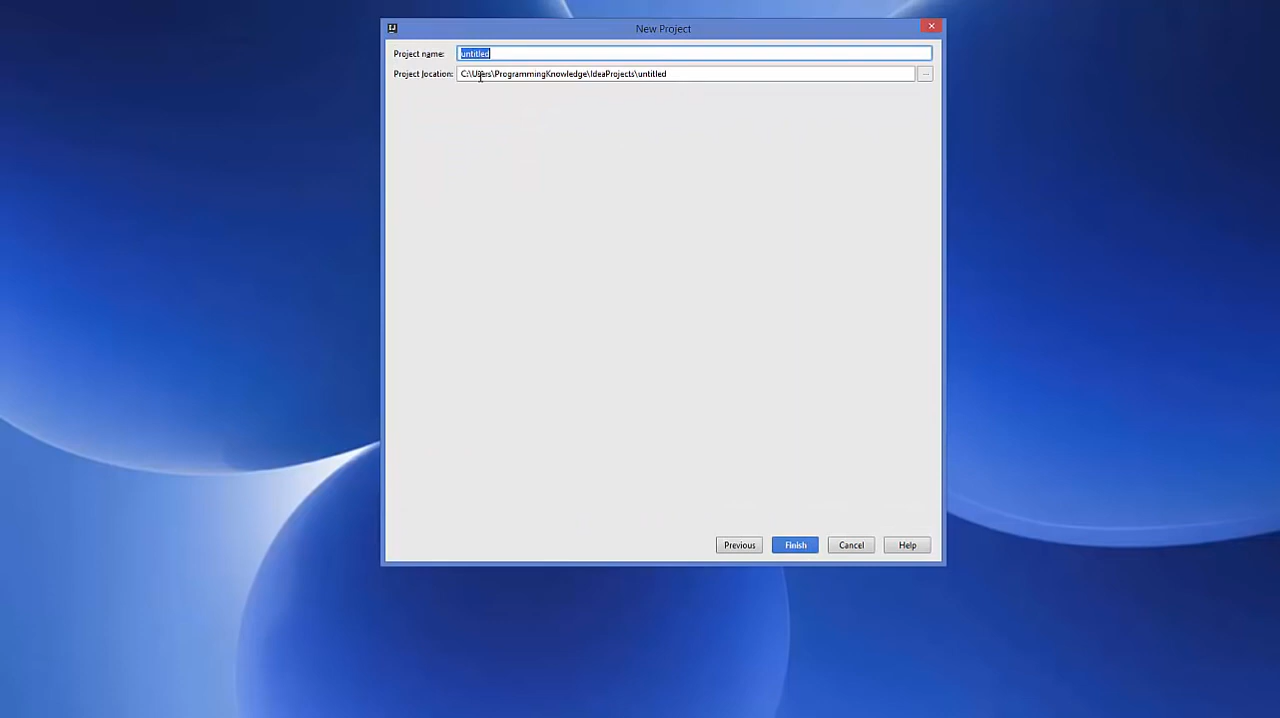 New Project
Project name: untitled
Project location: C:\Users\ProgrammingKnowledge\IdeaProjects\untitled
...
Previous Finish Cancel Help